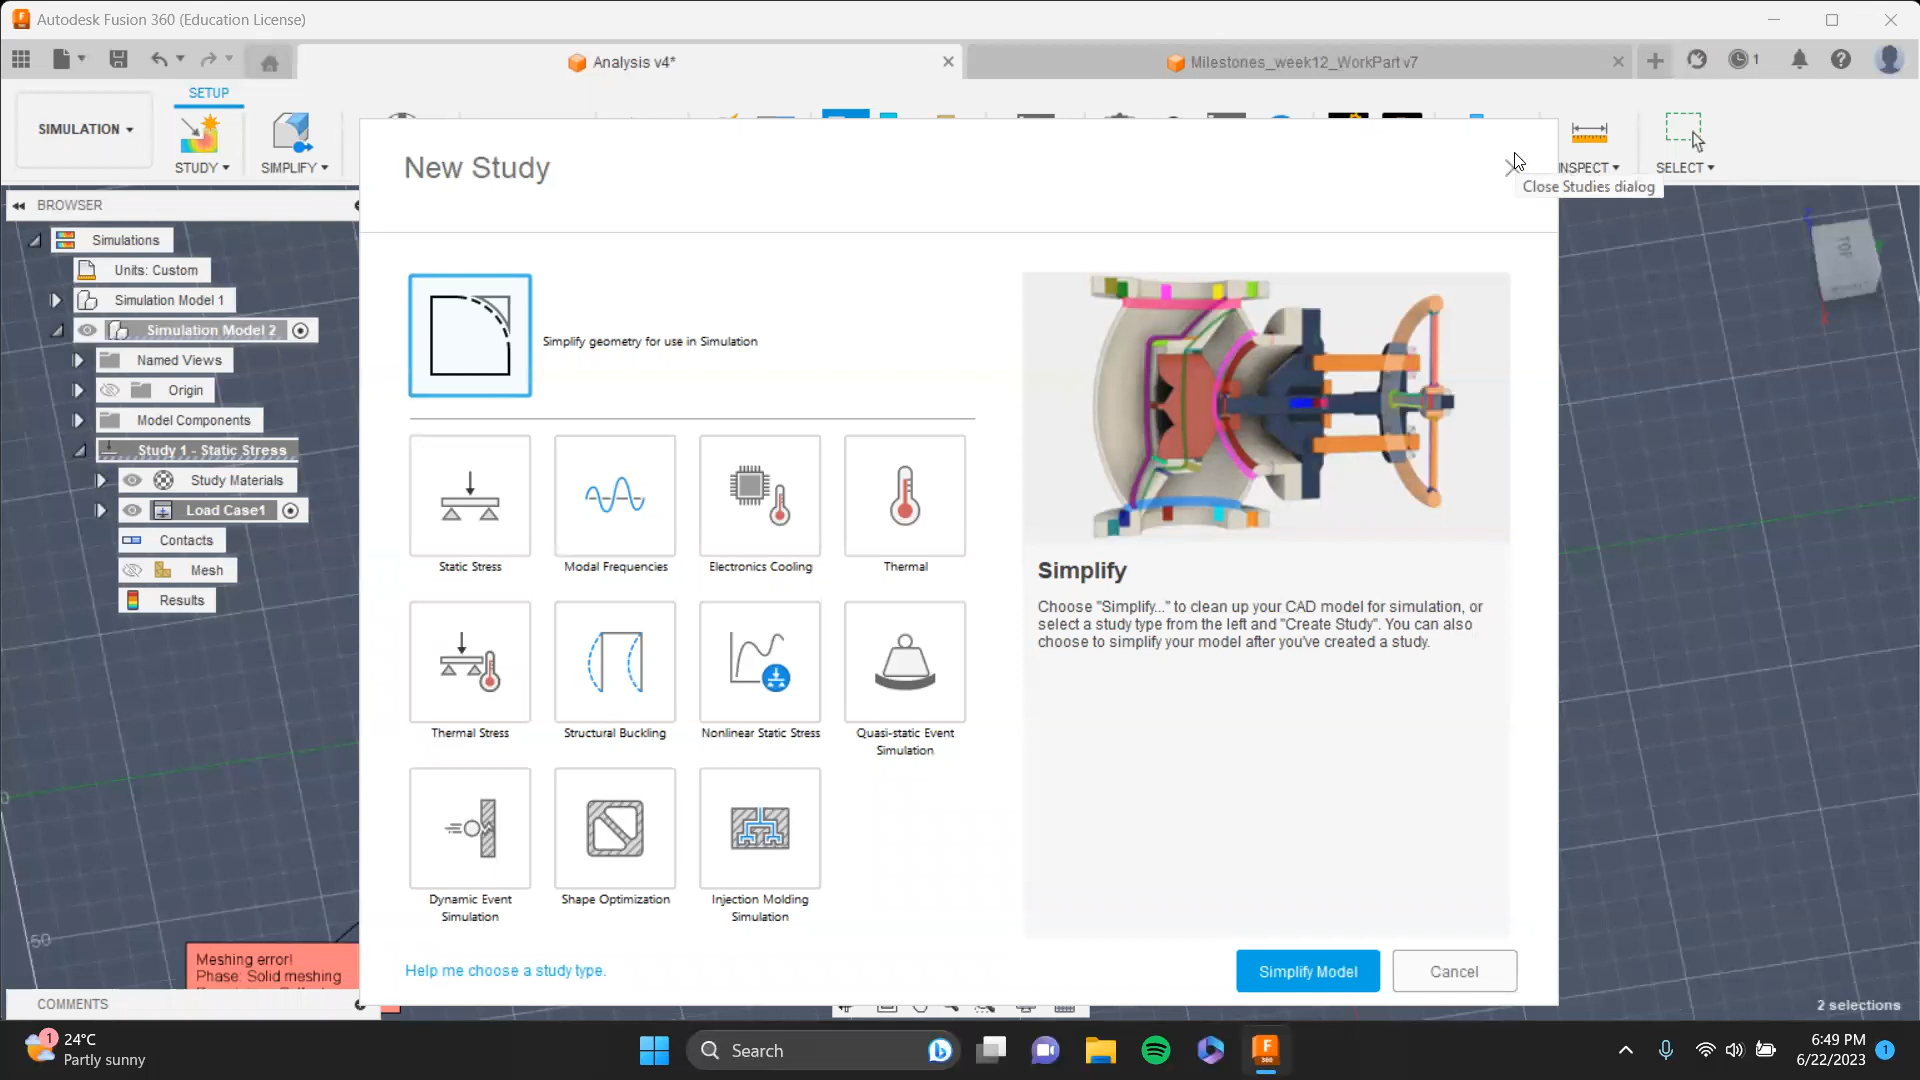 Autodesk Fusion 360 (Education License)
Analysis v4*
Milestones_week12_WorkPart v7
1
SETUP
SIMULATION
STUDY
SIMPLIFY
INSPECT
SELECT
New Study
Close Studies dialog
BROWSER
Simulations
Units: Custom
Simulation Model 1
Simulation Model 2
Named Views
Origin
Model Components
Study 1 - Static Stress
Study Materials
Load Case1
Contacts
Mesh
Results
TOP
Simplify geometry for use in Simulation
Static Stress
Modal Frequencies
Electronics Cooling
Thermal
Thermal Stress
Structural Buckling
Nonlinear Static Stress
Quasi-static Event
Simulation
Dynamic Event
Simulation
Shape Optimization
Injection Molding
Simulation
Simplify
Choose "Simplify..." to clean up your CAD model for simulation, or
select a study type from the left and "Create Study". You can also
choose to simplify your model after you've created a study.
50
Meshing error!
Phase: Solid meshing
Help me choose a study type.
Simplify Model
Cancel
COMMENTS
2 selections
1
24°C
Partly sunny
Search
F
360
6:49 PM
6/22/2023
1